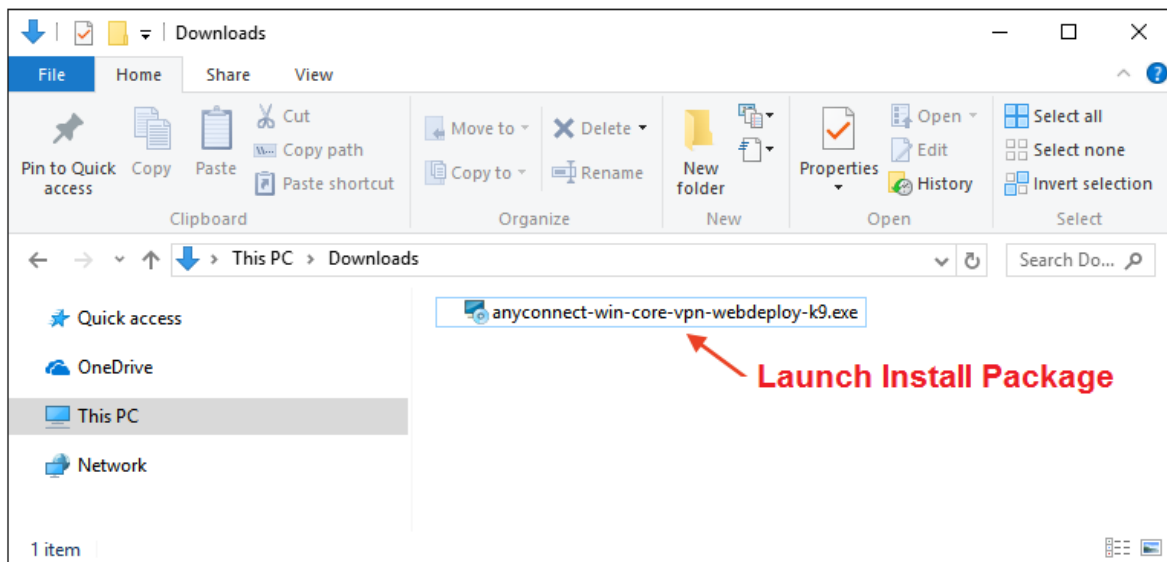 Downloads
File Home Share View
Pin to Quick access
Copy
Paste
Cut
Copy path
Paste shortcut
Clipboard
Move to
Copy to
Delete
Rename
Organize
New folder
New
Properties
Open
Edit
History
Open
Select all
Select none
Invert selection
Select
This PC > Downloads
Search Do...
Quick access
OneDrive
This PC
Network
anyconnect-win-core-vpn-webdeploy-k9.exe
Launch Install Package
1 item